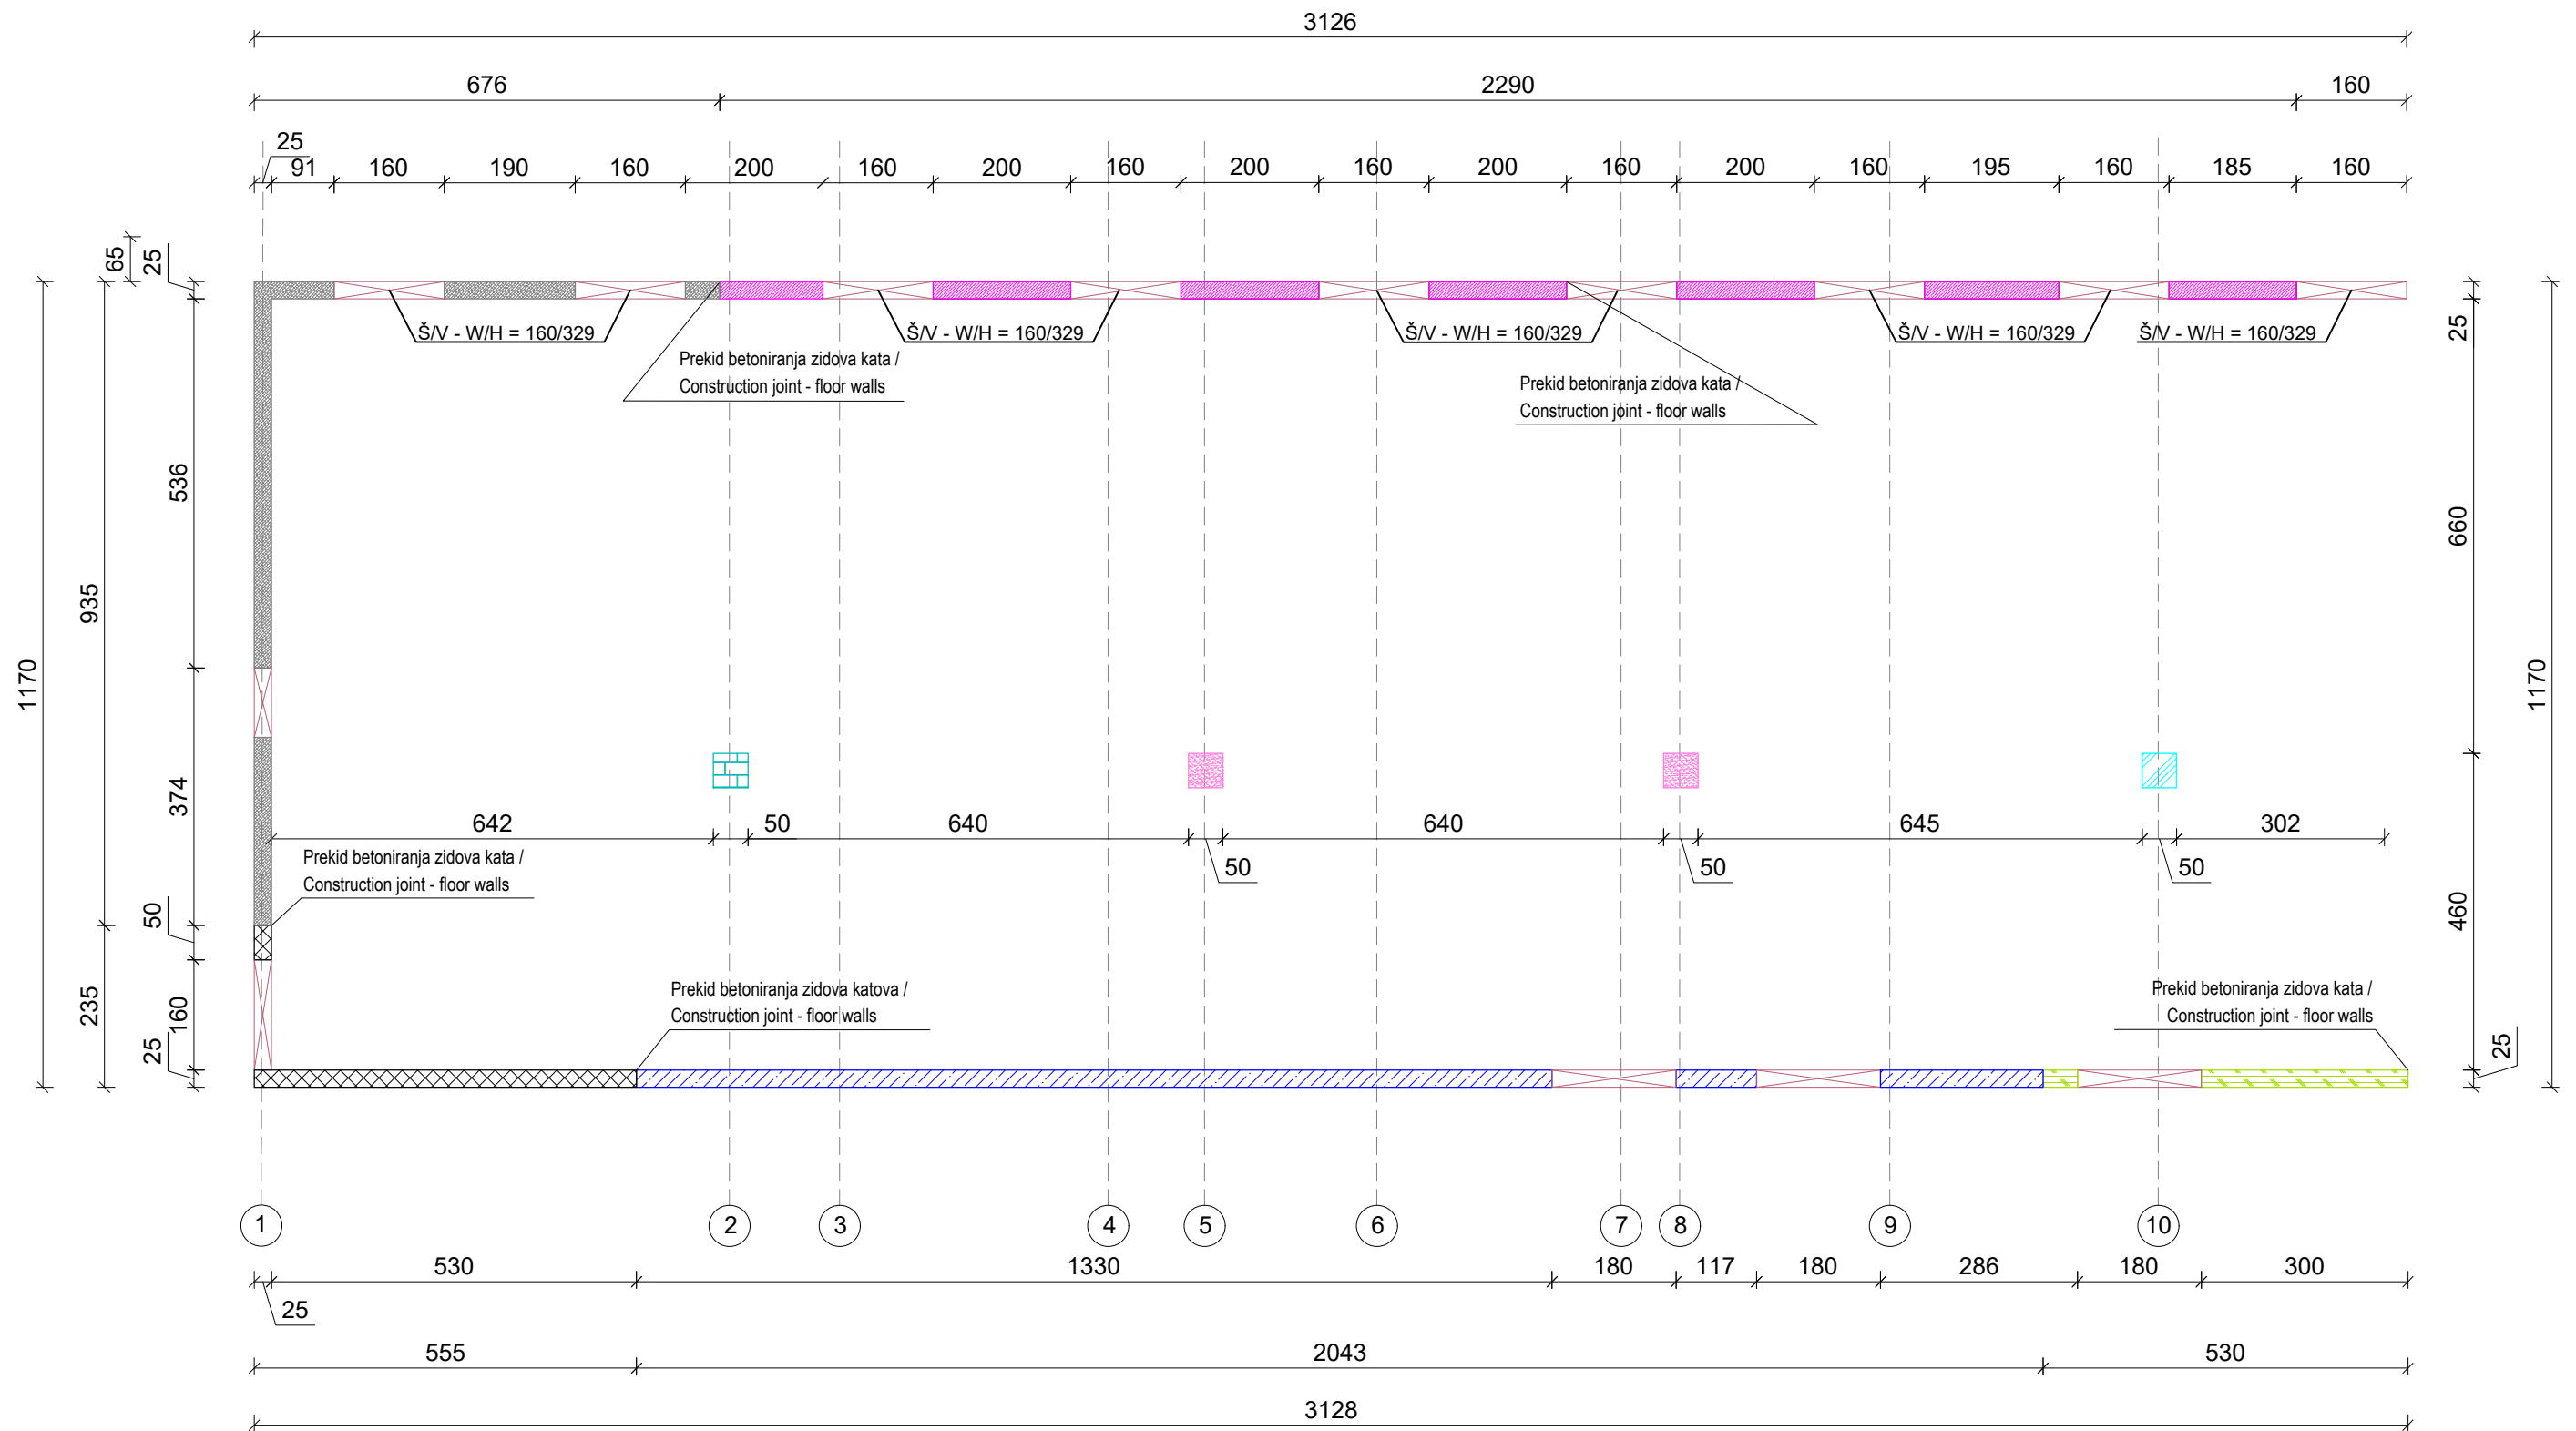 3126
676 2290 160
25
91 160 190 160 200 160 200 160 200 160 200 160 200 160 195 160 185 160
65
25
Š/V - W/H = 160/329 Š/V - W/H = 160/329 Š/V - W/H = 160/329 Š/V - W/H = 160/329 Š/V - W/H = 160/329
25
Prekid betoniranja zidova kata /
Construction joint - floor walls
Prekid betoniranja zidova kata /
Construction joint - floor walls
536
660
935
1170
1170
374
642 50 640 640 645 302
50 50 50
Prekid betoniranja zidova kata /
Construction joint - floor walls
50
460
235
160
25
Prekid betoniranja zidova katova /
Construction joint - floor walls
Prekid betoniranja zidova kata /
Construction joint - floor walls
25
1 2 3 4 5 6 7 8 9 10
530 1330 180 117 180 286 180 300
25
555 2043 530
3128